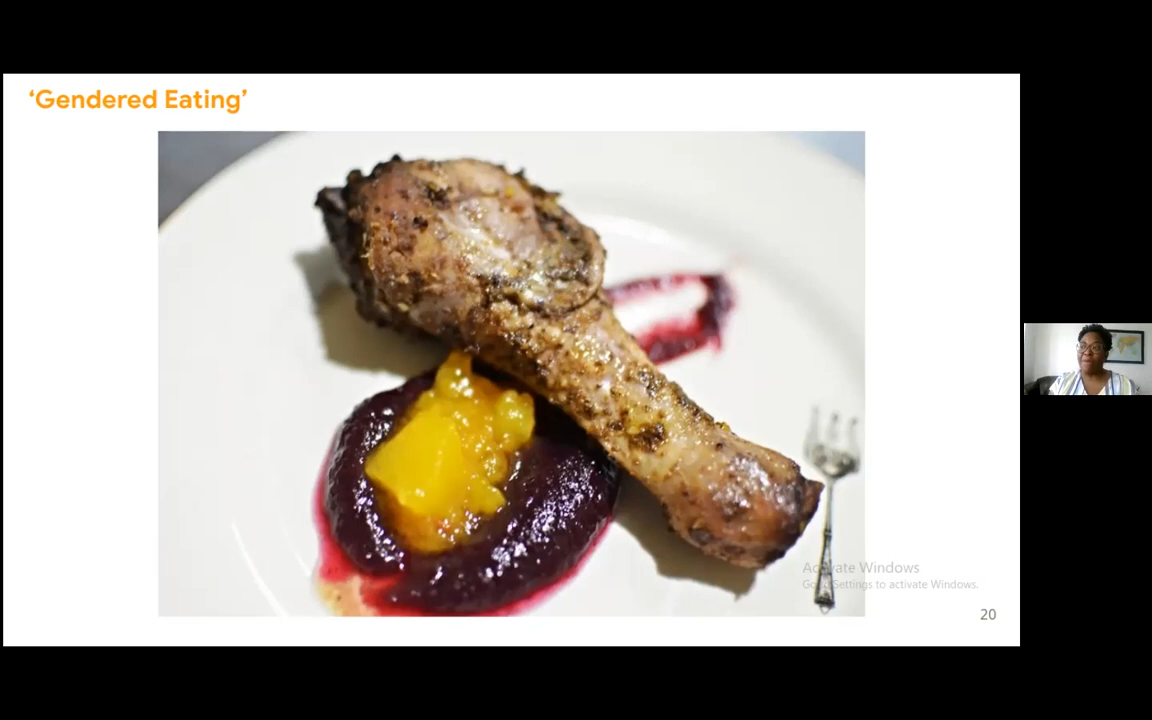 ‘Gendered Eating’
Activate Windows
Go to Settings to activate Windows.
20